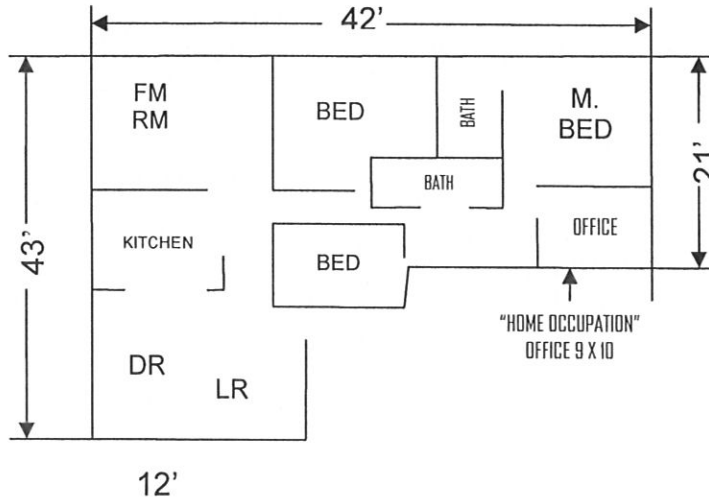 42'
FM
RM
BED
BATH
M.
BED
BATH
21'
43'
KITCHEN
BED
OFFICE
"HOME OCCUPATION"
OFFICE 9 X 10
DR
LR
12'